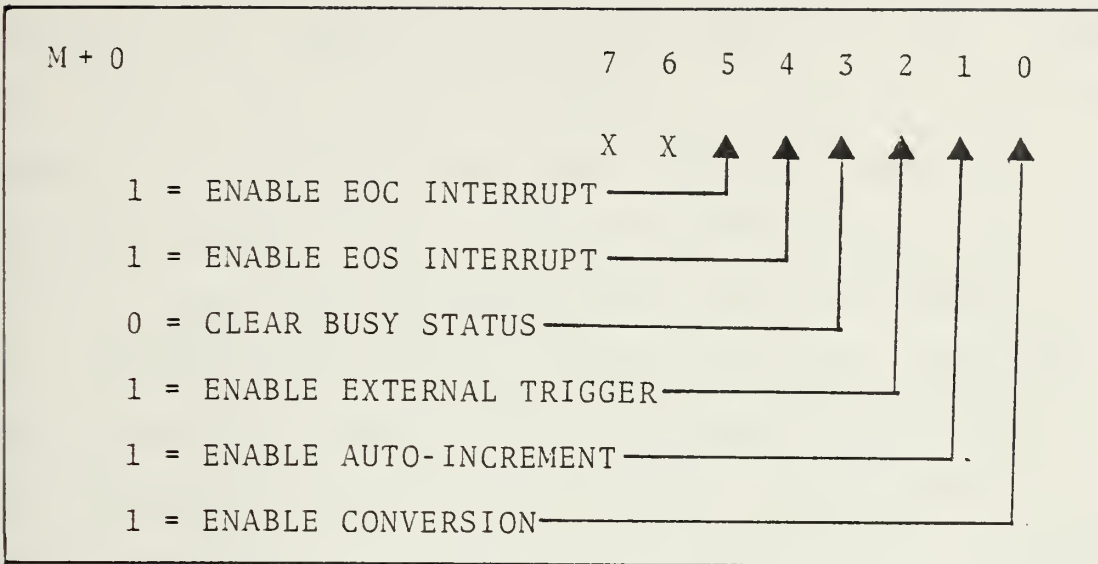 M + 0 7 6 5 4 3 2 1 0
X X
1 = ENABLE EOC INTERRUPT
1 = ENABLE EOS INTERRUPT
0 = CLEAR BUSY STATUS
1 = ENABLE EXTERNAL TRIGGER
1 = ENABLE AUTO-INCREMENT
1 = ENABLE CONVERSION